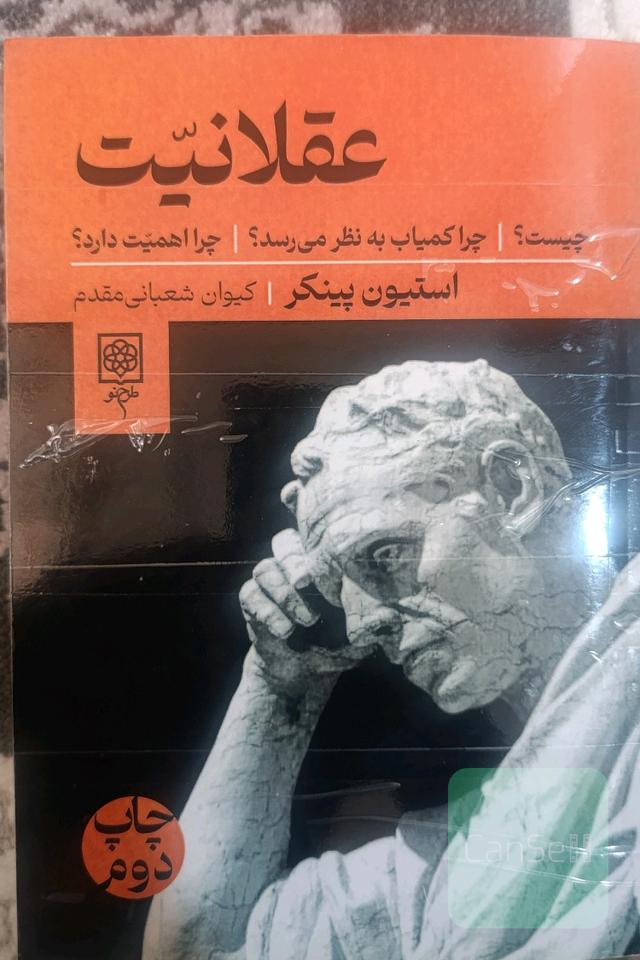 عقلانیّت
چیست؟ | چرا کمیاب به نظر می‌رسد؟ | چرا اهمیّت دارد؟
استیون پینکر | کیوان شعبانی‌مقدم
طرح‌نو
چاپ
دوم
CanSell